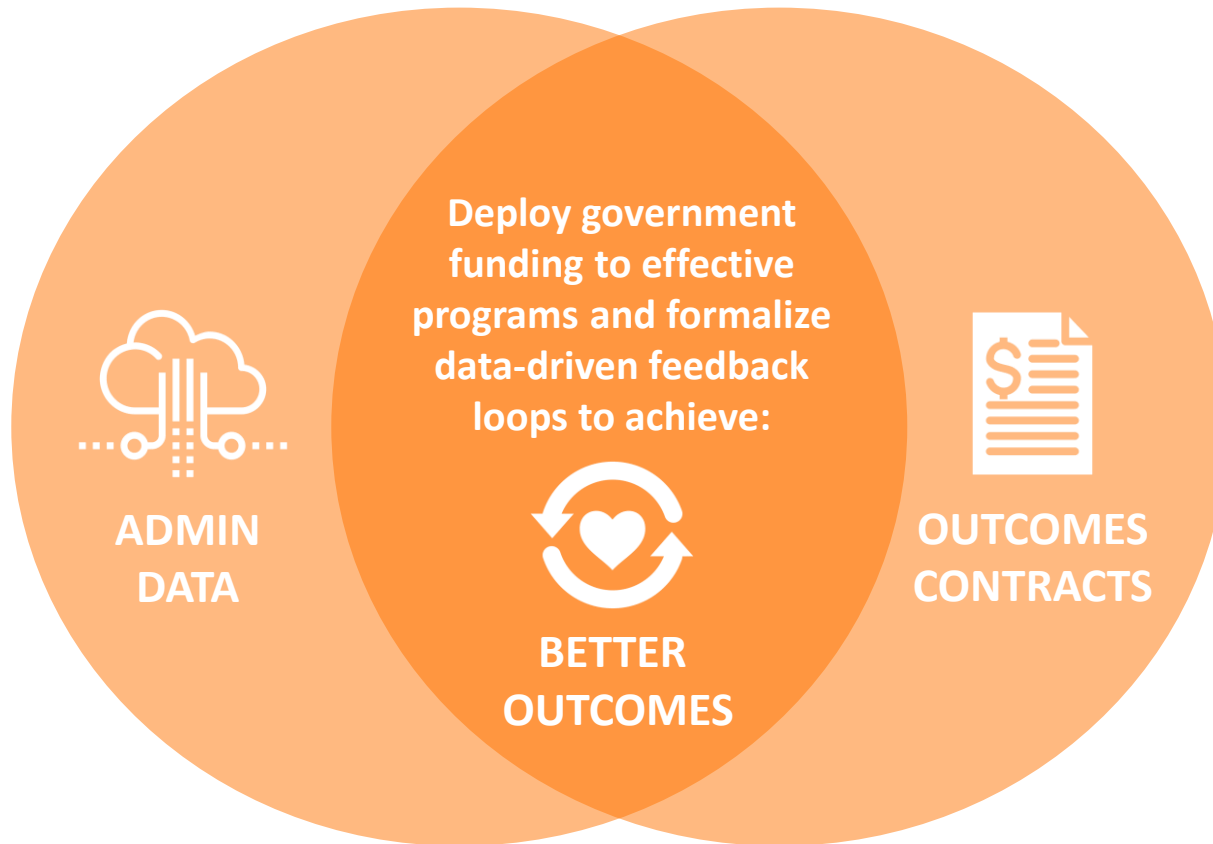 Deploy government
funding to effective
programs and formalize
data-driven feedback
loops to achieve:
ADMIN
DATA
$
OUTCOMES
CONTRACTS
BETTER
OUTCOMES